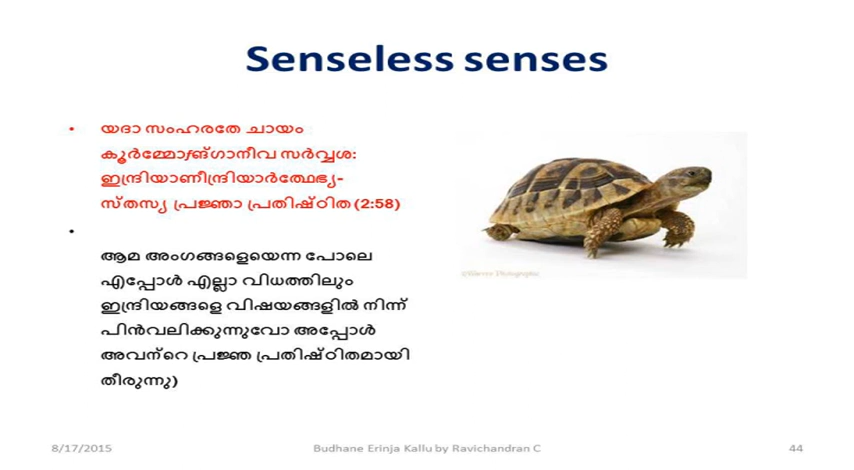 Senseless senses
• യദാ സംഹരതേ ചായം
കൂർമ്മോƒങ്ഗാനീവ സർവ്വശ:
ഇന്ദ്രിയാണീന്ദ്രിയാർത്ഥേഭ്യ-
സ്തസ്യ പ്രജ്ഞാ പ്രതിഷ്ഠിത (2:58)
•
ആമ അംഗങ്ങളെയെന്ന പോലെ
എപ്പോൾ എല്ലാ വിധത്തിലും
ഇന്ദ്രിയങ്ങളെ വിഷയങ്ങളിൽ നിന്ന്
പിൻവലിക്കുന്നുവോ അപ്പോൾ
അവന്റെ പ്രജ്ഞ പ്രതിഷ്ഠിതമായി
തീരുന്നു)
8/17/2015
Budhane Erinja Kallu by Ravichandran C
44